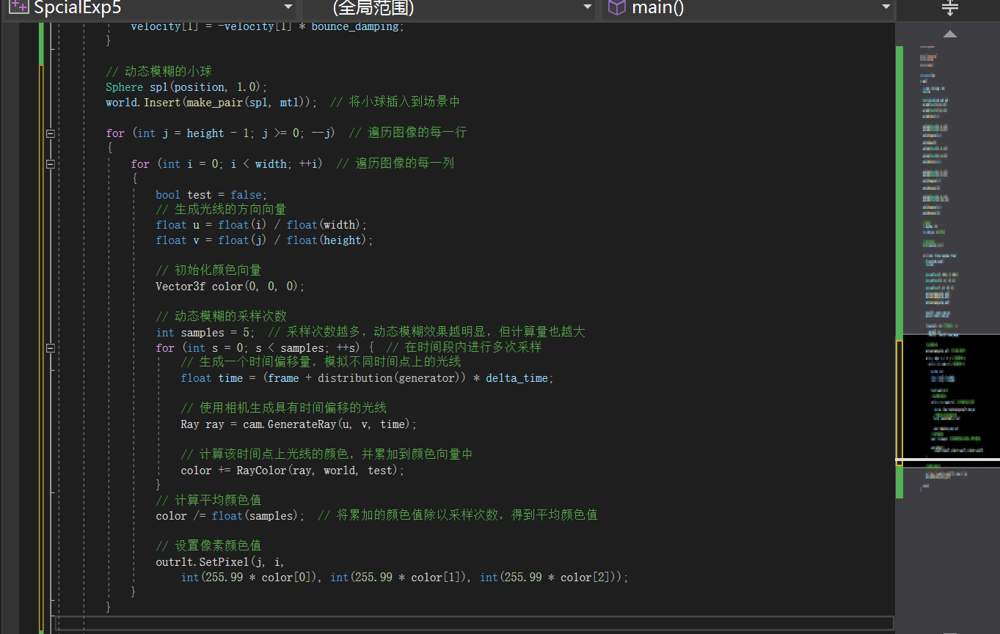 SpcialExp5 (全局范围) main()
velocity[1] = -velocity[1] * bounce_damping;
}
// 动态模糊的小球
Sphere spl(position, 1.0);
world.Insert(make_pair(spl, mtl)); // 将小球插入到场景中
for (int j = height - 1; j >= 0; --j) // 遍历图像的每一行
{
for (int i = 0; i < width; ++i) // 遍历图像的每一列
{
bool test = false;
// 生成光线的方向向量
float u = float(i) / float(width);
float v = float(j) / float(height);
// 初始化颜色向量
Vector3f color(0, 0, 0);
// 动态模糊的采样次数
int samples = 5; // 采样次数越多，动态模糊效果越明显，但计算量也越大
for (int s = 0; s < samples; ++s) { // 在时间段内进行多次采样
// 生成一个时间偏移量，模拟不同时间点上的光线
float time = (frame + distribution(generator)) * delta_time;
// 使用相机生成具有时间偏移的光线
Ray ray = cam.GenerateRay(u, v, time);
// 计算该时间点上光线的颜色，并累加到颜色向量中
color += RayColor(ray, world, test);
}
// 计算平均颜色值
color /= float(samples); // 将累加的颜色值除以采样次数，得到平均颜色值
// 设置像素颜色值
outrlt.SetPixel(j, i,
int(255.99 * color[0]), int(255.99 * color[1]), int(255.99 * color[2]));
}
}